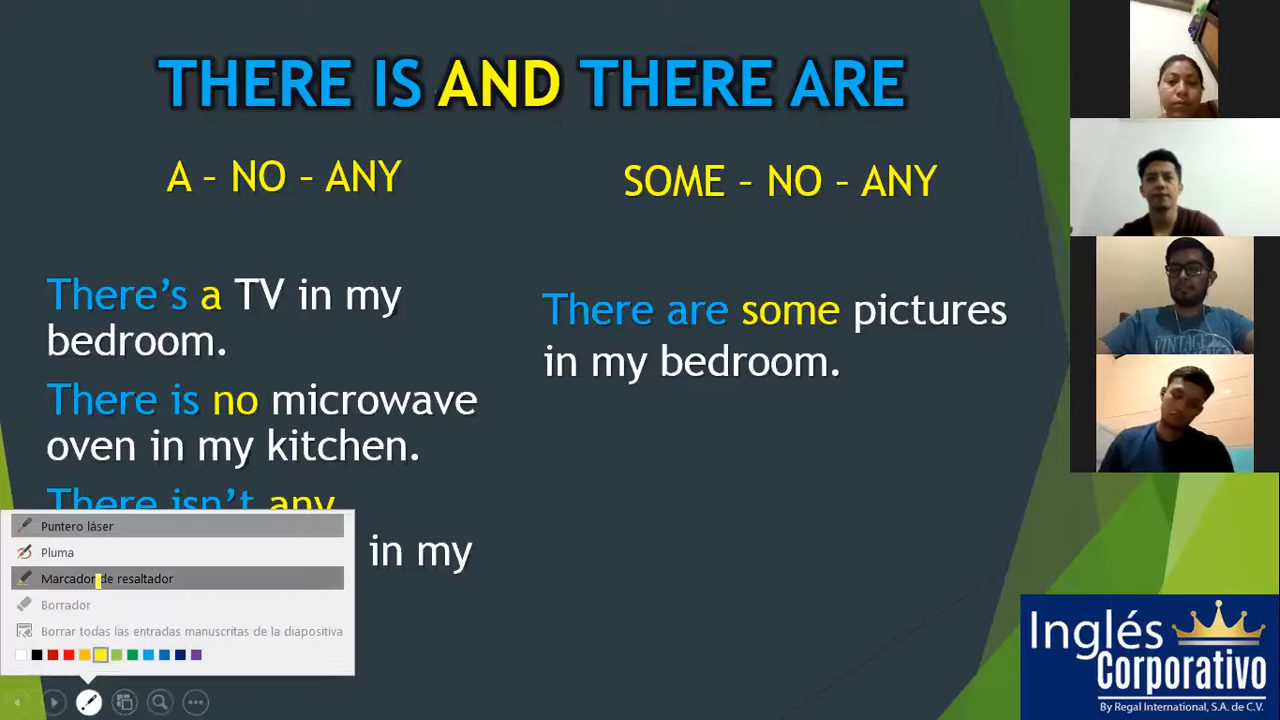 THERE IS AND THERE ARE
A – NO – ANY
SOME – NO – ANY
There's a TV in my
bedroom.
There is no microwave
oven in my kitchen.
There isn't any
in my
There are some pictures
in my bedroom.
Puntero láser
Pluma
Marcador de resaltador
Borrador
Borrar todas las entradas manuscritas de la diapositiva
Inglés
Corporativo
By Regal International, S.A. de C.V.
VINTAGE